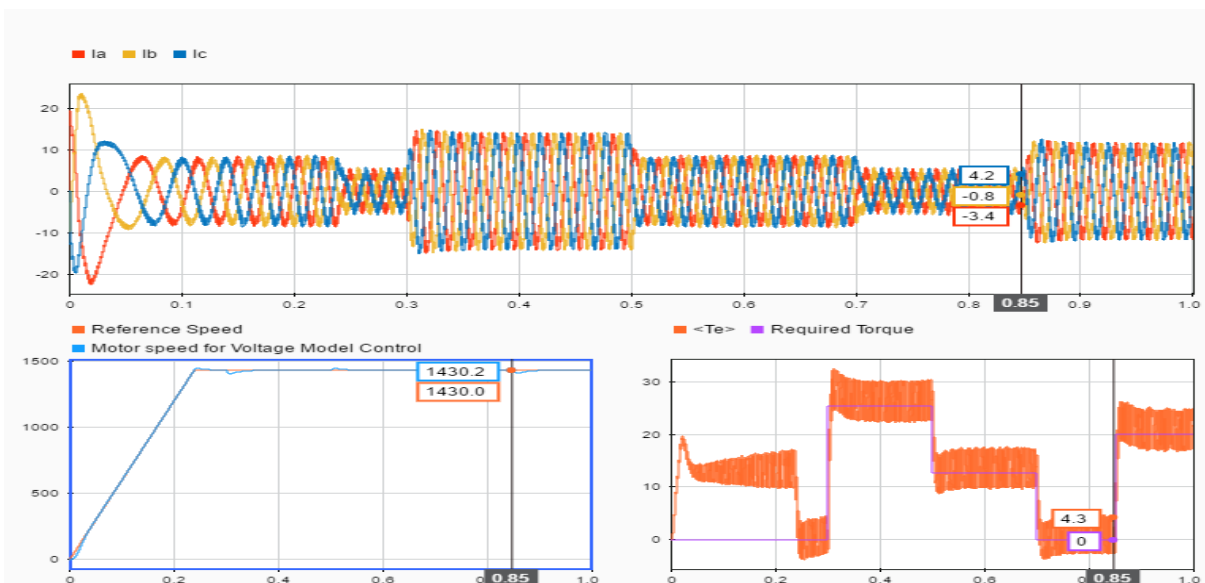 Ia Ib Ic
20
10
0
-10
-20
4.2
-0.8
-3.4
0 0.1 0.2 0.3 0.4 0.5 0.6 0.7 0.8 0.85 0.9 1.0
Reference Speed
Motor speed for Voltage Model Control
1500
1000
500
0
1430.2
1430.0
0 0.2 0.4 0.6 0.8 0.85 1.0
<Te> Required Torque
30
20
10
0
4.3
0
0 0.2 0.4 0.6 0.8 0.85 1.0